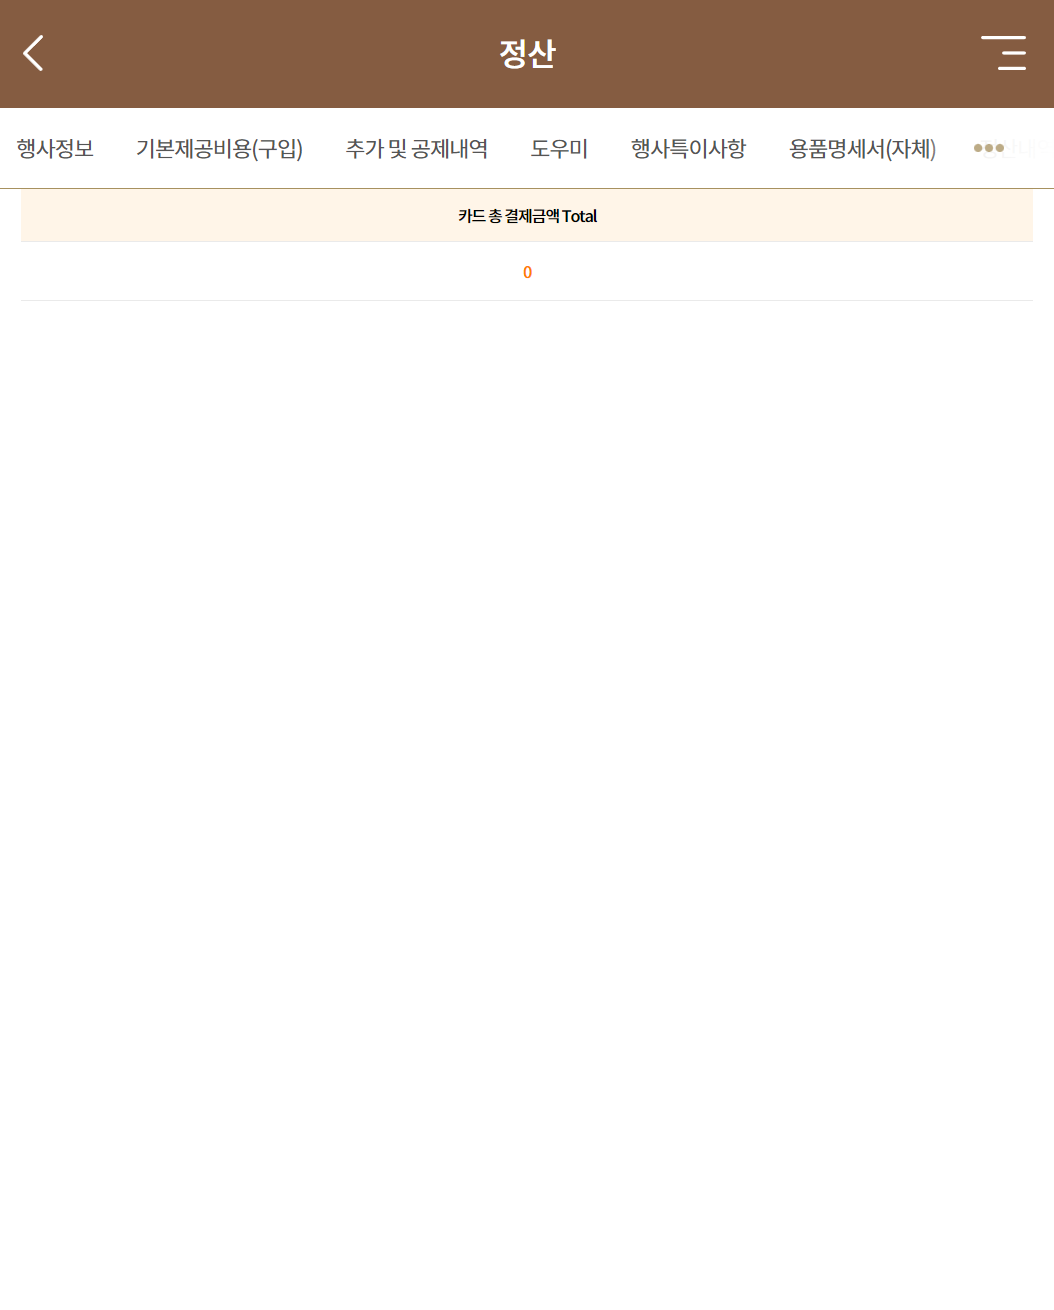 정산
행사정보 기본제공비용(구입) 추가 및 공제내역 도우미 행사특이사항 용품명세서(자체)
카드 총 결제금액 Total
0